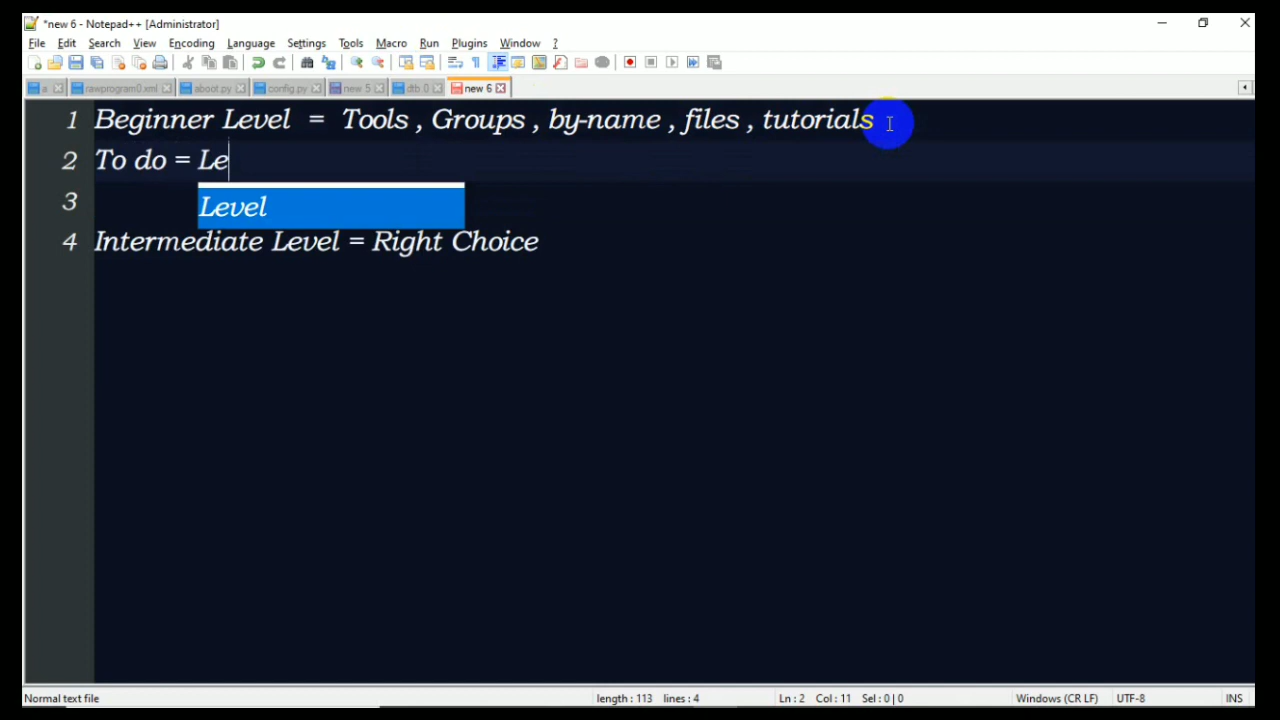 *new 6 - Notepad++ [Administrator]
File Edit Search View Encoding Language Settings Tools Macro Run Plugins Window ?
a rawprogram0.xml aboot.py config.py new 5 dtb 0 new 6
1 Beginner Level = Tools , Groups , by-name , files , tutorials
2 To do = Le
3
Level
4 Intermediate Level = Right Choice
Normal text file length : 113 lines : 4 Ln : 2 Col : 11 Sel : 0 | 0 Windows (CR LF) UTF-8 INS